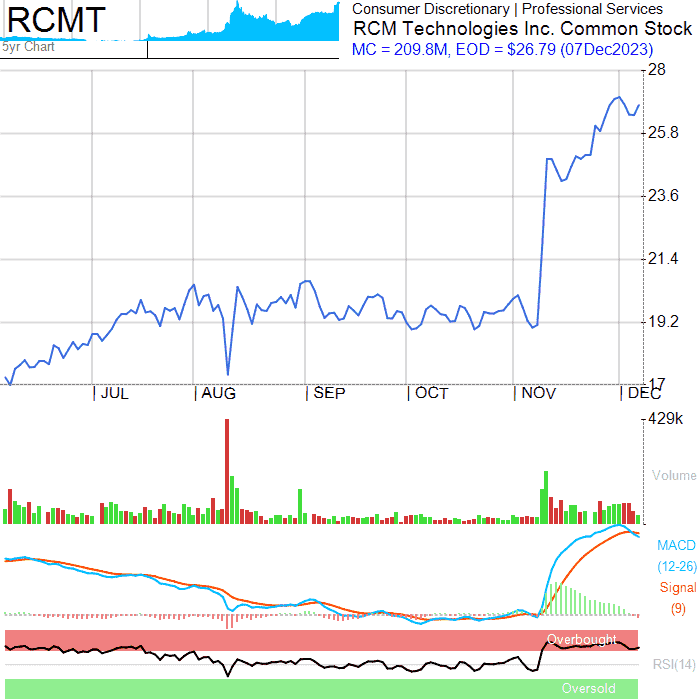 RCMT
5yr Chart
Consumer Discretionary | Professional Services
RCM Technologies Inc. Common Stock
MC = 209.8M, EOD = $26.79 (07Dec2023)
28
25.8
23.6
21.4
19.2
17
JUL AUG SEP OCT NOV DEC
429k
Volume
MACD
(12-26)
Signal
(9)
Overbought
RSI(14)
Oversold